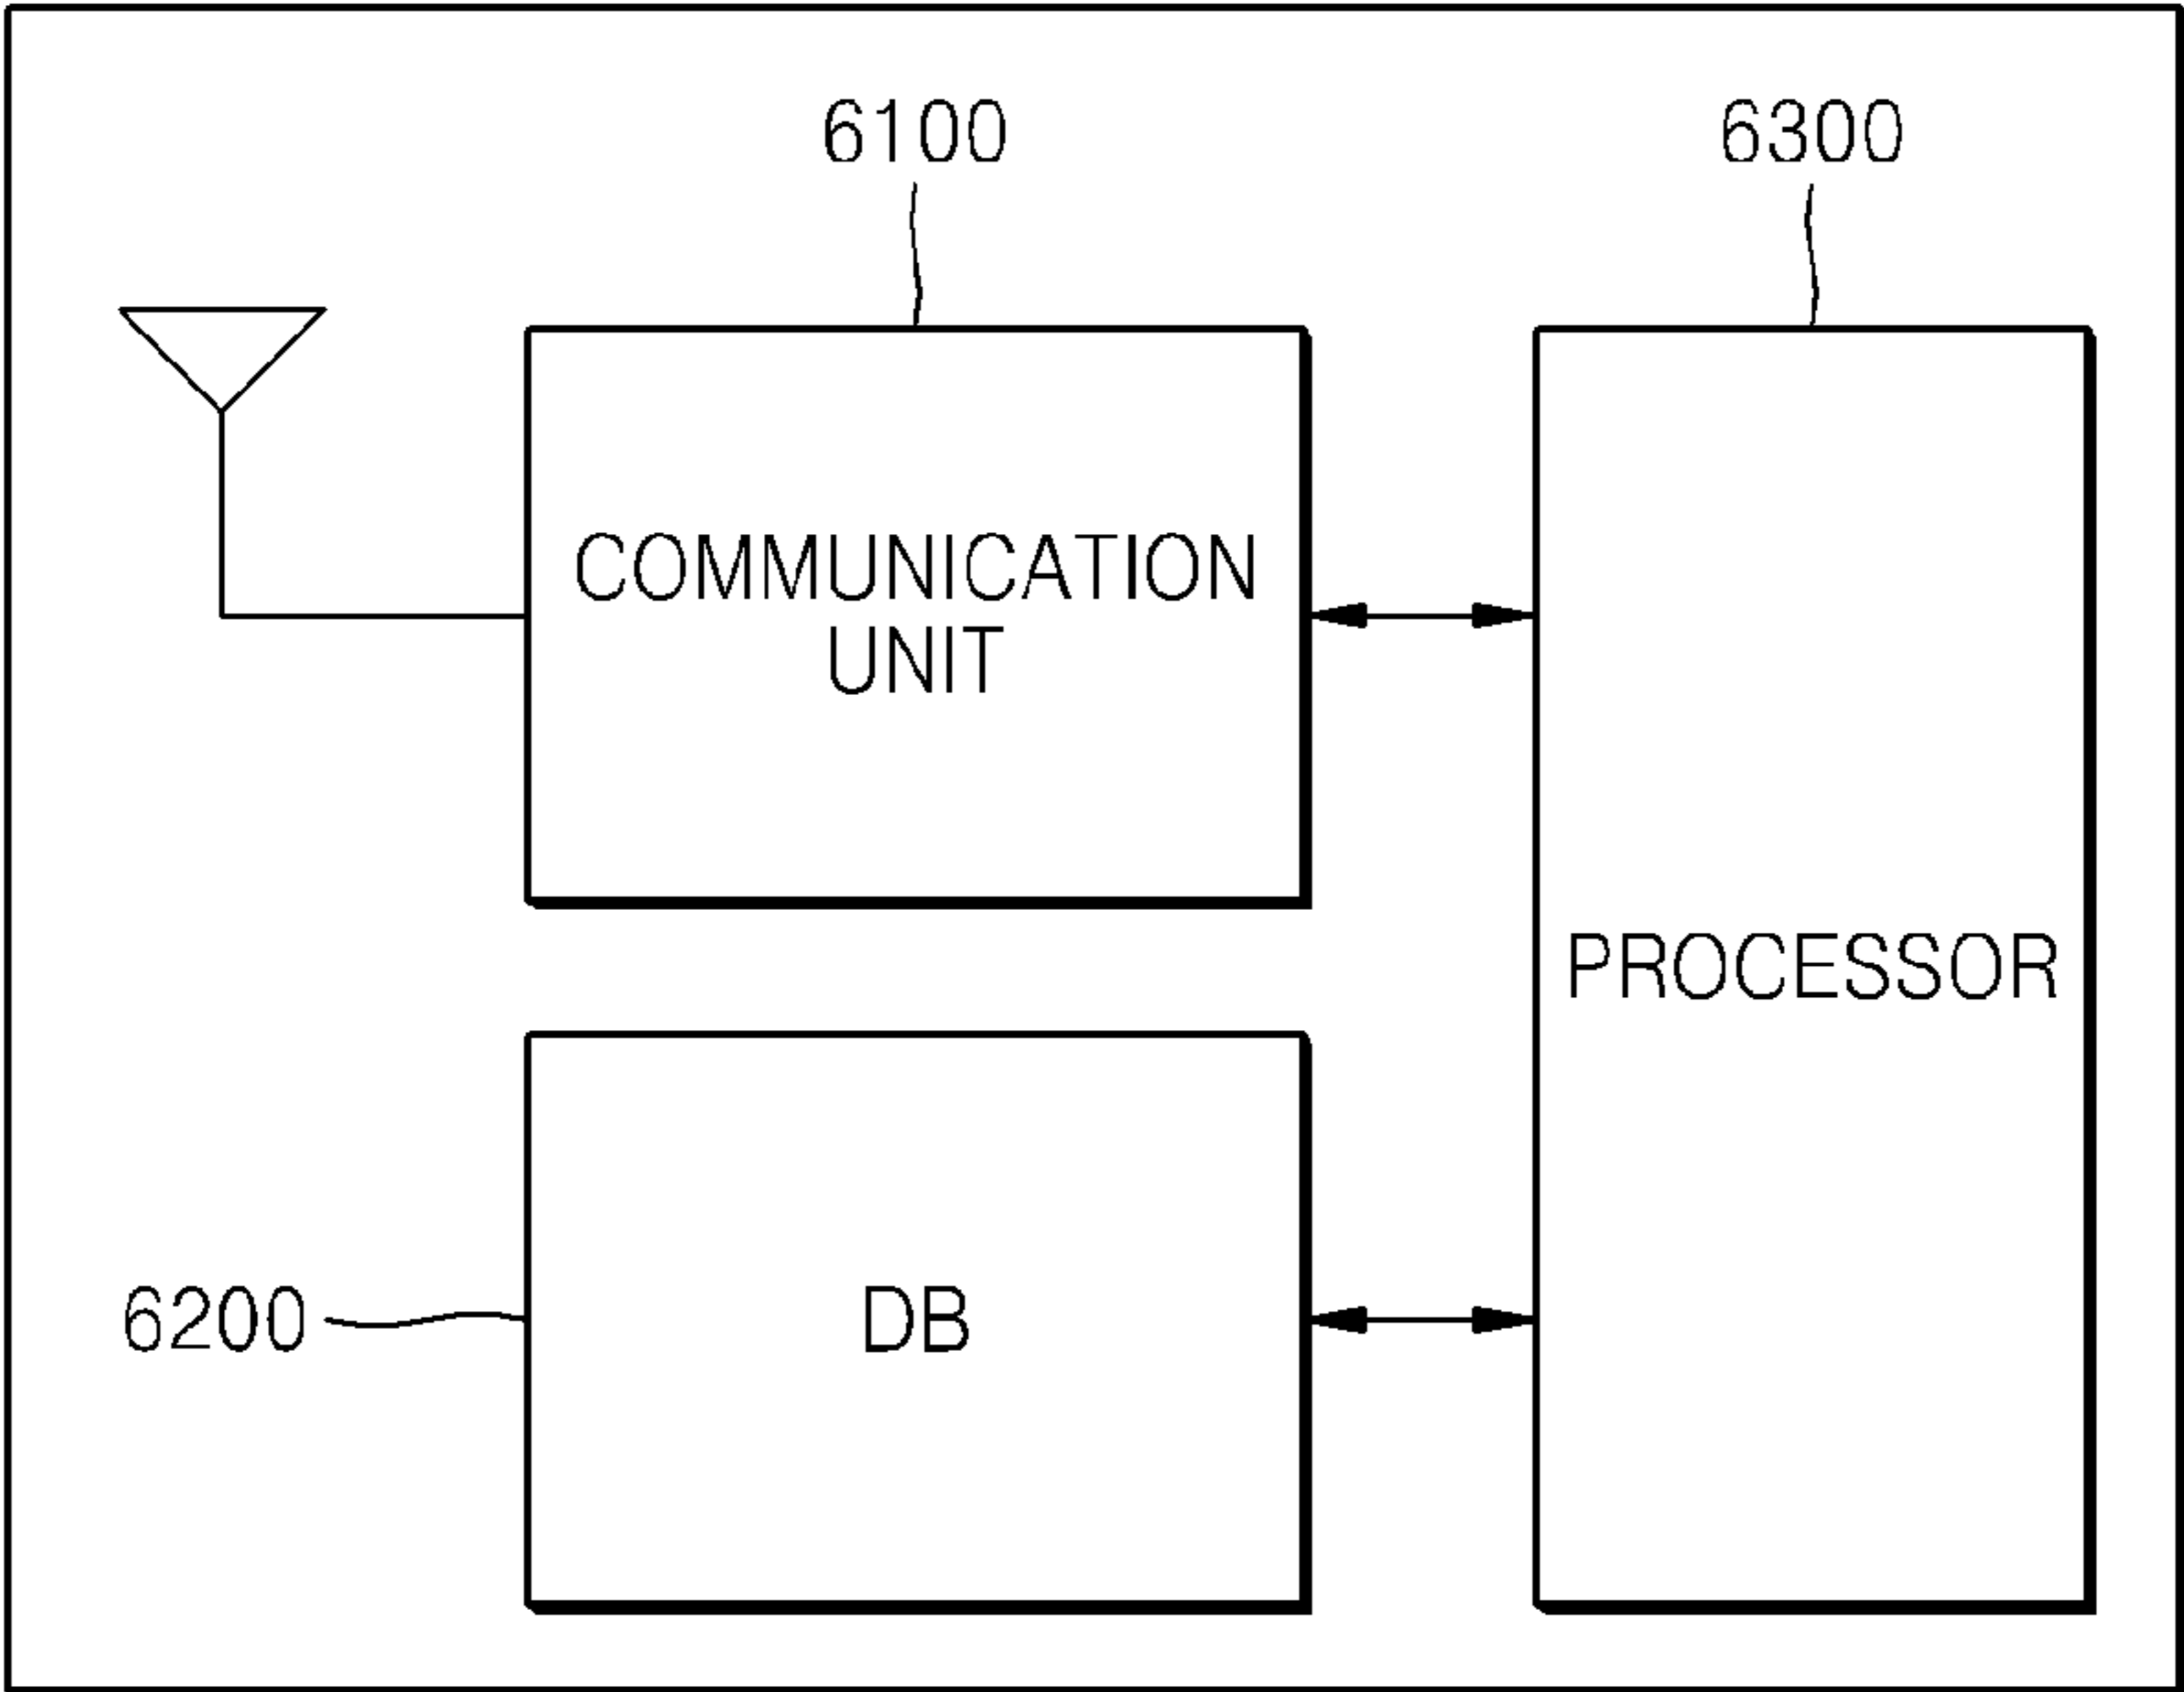 6100
6300
COMMUNICATION
UNIT
PROCESSOR
6200
DB